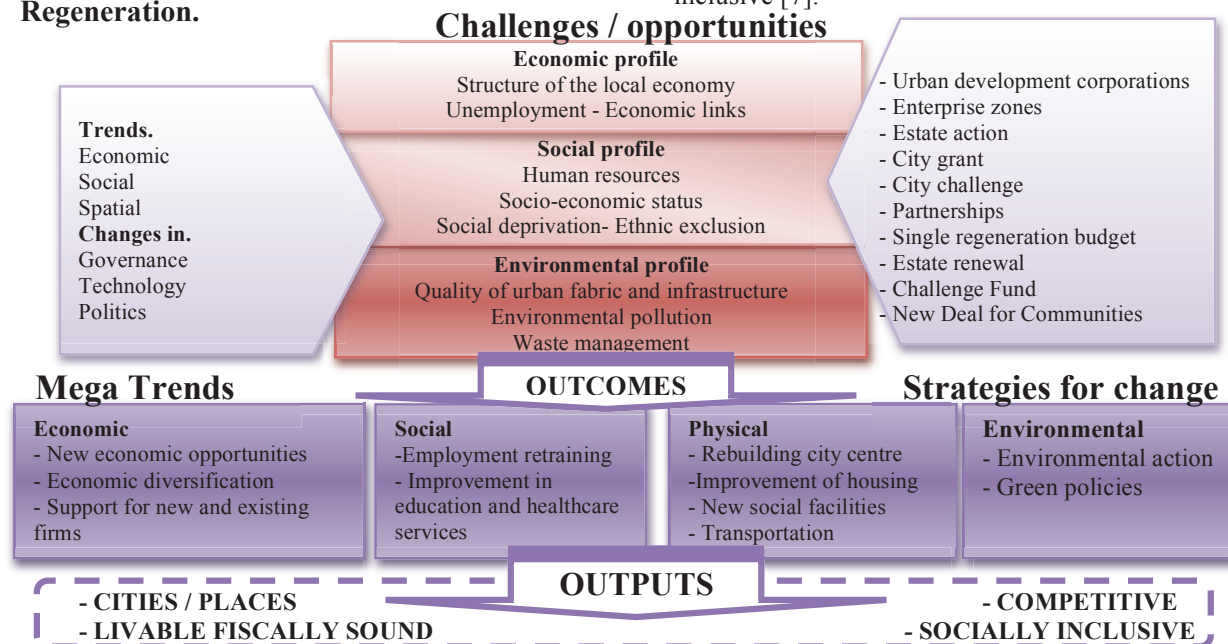 Regeneration.
inclusive [7].
Challenges / opportunities
Trends.
Economic
Social
Spatial
Changes in.
Governance
Technology
Politics
Economic profile
Structure of the local economy
Unemployment - Economic links
Social profile
Human resources
Socio-economic status
Social deprivation- Ethnic exclusion
Environmental profile
Quality of urban fabric and infrastructure
Environmental pollution
Waste management
- Urban development corporations
- Enterprise zones
- Estate action
- City grant
- City challenge
- Partnerships
- Single regeneration budget
- Estate renewal
- Challenge Fund
- New Deal for Communities
Mega Trends
OUTCOMES
Strategies for change
Economic
- New economic opportunities
- Economic diversification
- Support for new and existing
firms
Social
-Employment retraining
- Improvement in
education and healthcare
services
Physical
- Rebuilding city centre
-Improvement of housing
- New social facilities
- Transportation
Environmental
- Environmental action
- Green policies
OUTPUTS
- CITIES / PLACES
- LIVABLE FISCALLY SOUND
- COMPETITIVE
- SOCIALLY INCLUSIVE